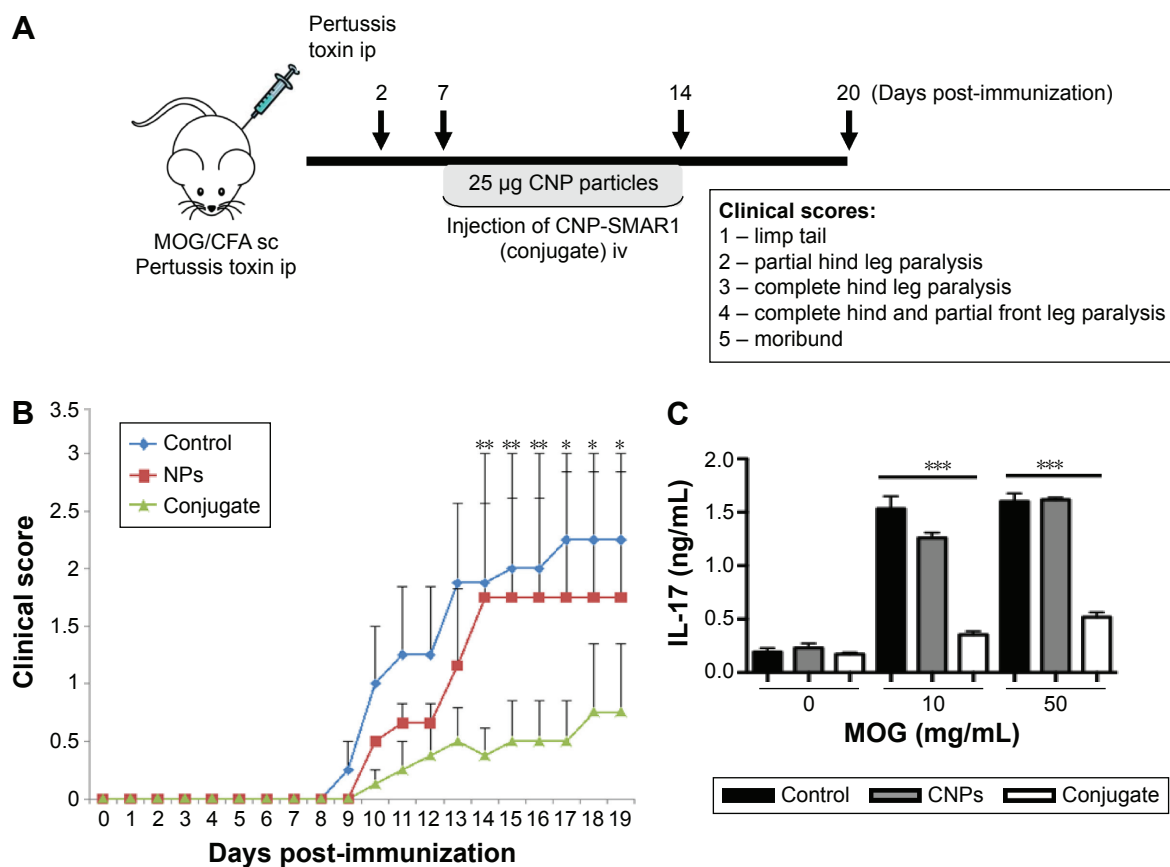 A
Pertussis
toxin ip
2 7 14 20 (Days post-immunization)
25 µg CNP particles
Injection of CNP-SMAR1
(conjugate) iv
MOG/CFA sc
Pertussis toxin ip
Clinical scores:
1 – limp tail
2 – partial hind leg paralysis
3 – complete hind leg paralysis
4 – complete hind and partial front leg paralysis
5 – moribund
B
3.5
3
2.5
2
1.5
1
0.5
0
Clinical score
Control
NPs
Conjugate
** ** ** * * *
0 1 2 3 4 5 6 7 8 9 10 11 12 13 14 15 16 17 18 19
Days post-immunization
C
2.0
1.5
1.0
0.5
0.0
IL-17 (ng/mL)
*** ***
0 10 50
MOG (mg/mL)
Control CNPs Conjugate